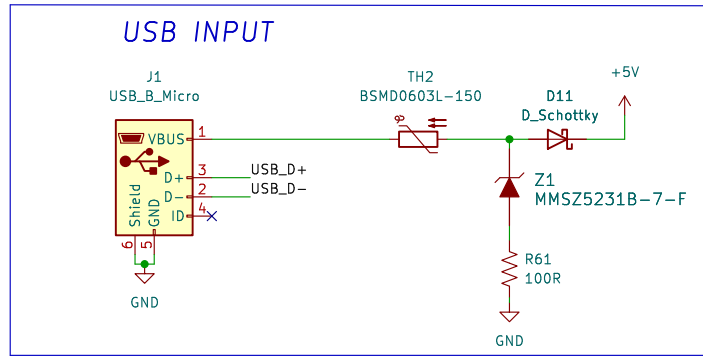 USB INPUT
J1
USB_B_Micro
VBUS
1
D+
3
USB_D+
D-
2
USB_D-
ID
4
Shield
GND
6
5
GND
TH2
BSMD0603L-150
D11
D_Schottky
+5V
Z1
MMSZ5231B-7-F
R61
100R
GND